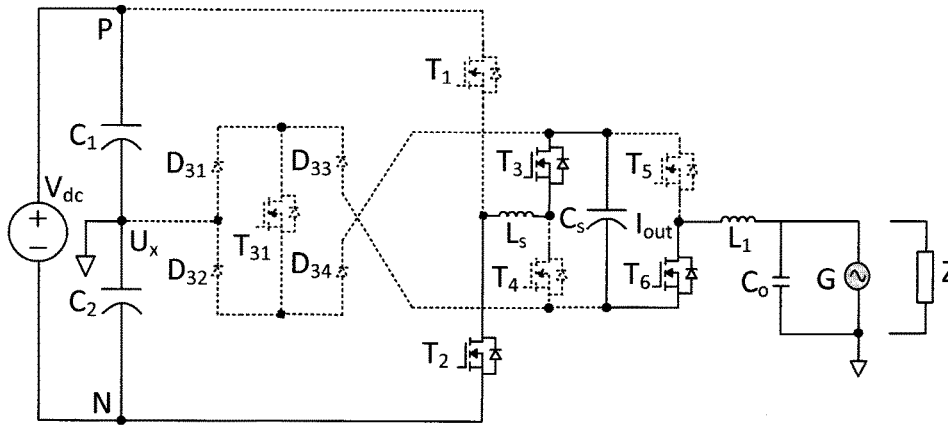 P
T1
C1
D31
D33
T3
T5
Vdc
+
−
Ux
T31
Ls
Cs
Iout
L1
D32
D34
T4
T6
Co
G
Z
C2
T2
N